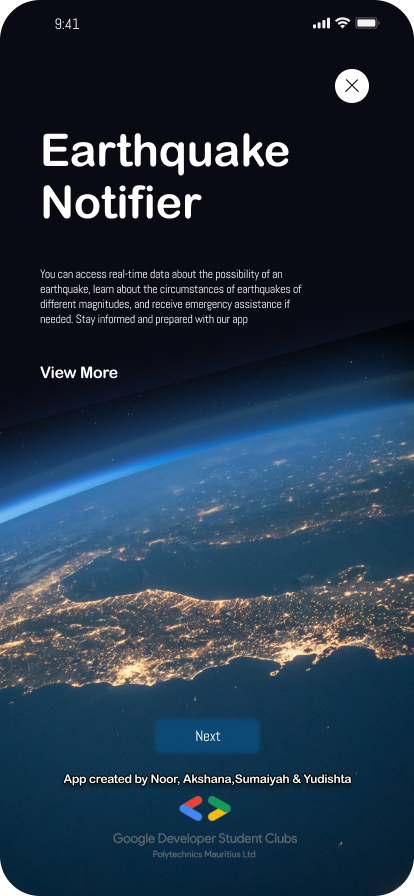 9:41
Earthquake
Notifier
You can access real-time data about the possibility of an
earthquake, learn about the circumstances of earthquakes of
different magnitudes, and receive emergency assistance if
needed. Stay informed and prepared with our app
View More
Next
App created by Noor, Akshana,Sumaiyah & Yudishta
Google Developer Student Clubs
Polytechnics Mauritius Ltd